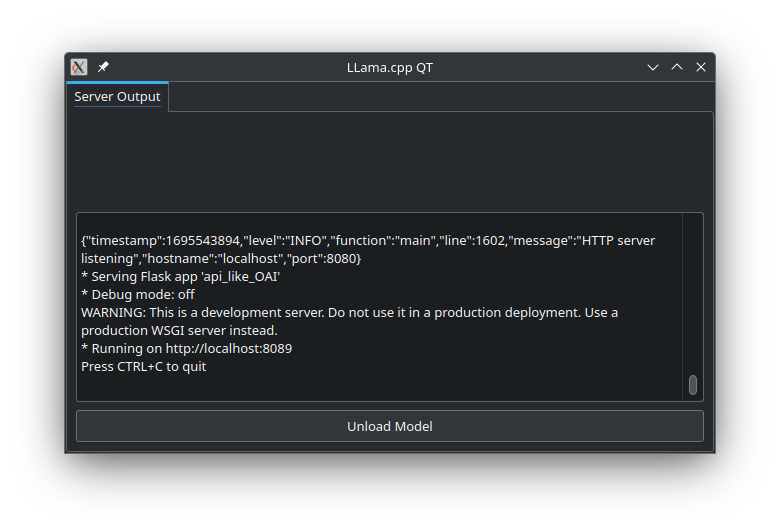 LLama.cpp QT
Server Output
{"timestamp":1695543894,"level":"INFO","function":"main","line":1602,"message":"HTTP server
listening","hostname":"localhost","port":8080}
* Serving Flask app 'api_like_OAI'
* Debug mode: off
WARNING: This is a development server. Do not use it in a production deployment. Use a
production WSGI server instead.
* Running on http://localhost:8089
Press CTRL+C to quit
Unload Model